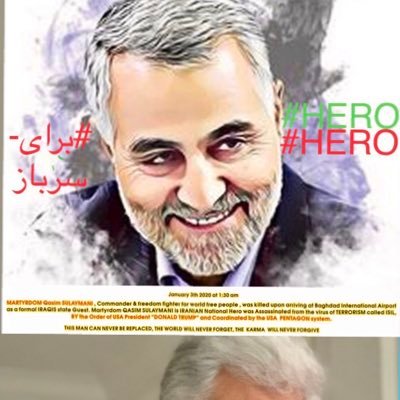 #HERO
#HERO
#برای-
سرباز
January 3th 2020 at 1:30 am
MARTYRDOM Qasim SULAYMANI , Commander & freedom fighter for world free people , was killed upon arriving at Baghdad International Airport
as a formal IRAQIS state Guest. Martyrdom QASIM SULAYMANI is IRANIAN National Hero was Assassinated from the virus of TERRORISM called ISIL,
BY the Order of USA President "DONALD TRUMP" and Coordinated by the USA PENTAGON system.
THIS MAN CAN NEVER BE REPLACED, THE WORLD WILL NEVER FORGET, THE KARMA WILL NEVER FORGIVE